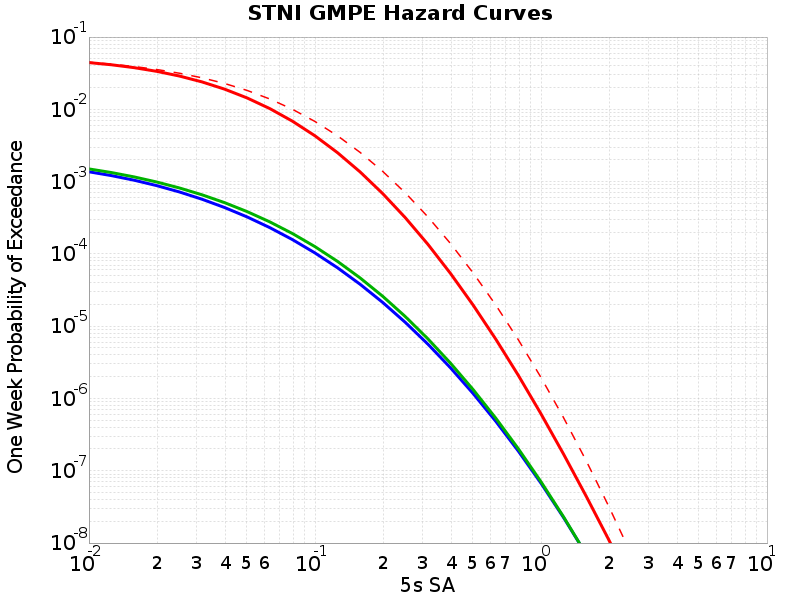 STNI GMPE Hazard Curves
One Week Probability of Exceedance
10^-1
10^-2
10^-3
10^-4
10^-5
10^-6
10^-7
10^-8
10^-2 2 3 4 5 6 10^-1 2 3 4 5 6 7 10^0 2 3 4 5 6 7 10^1
5s SA